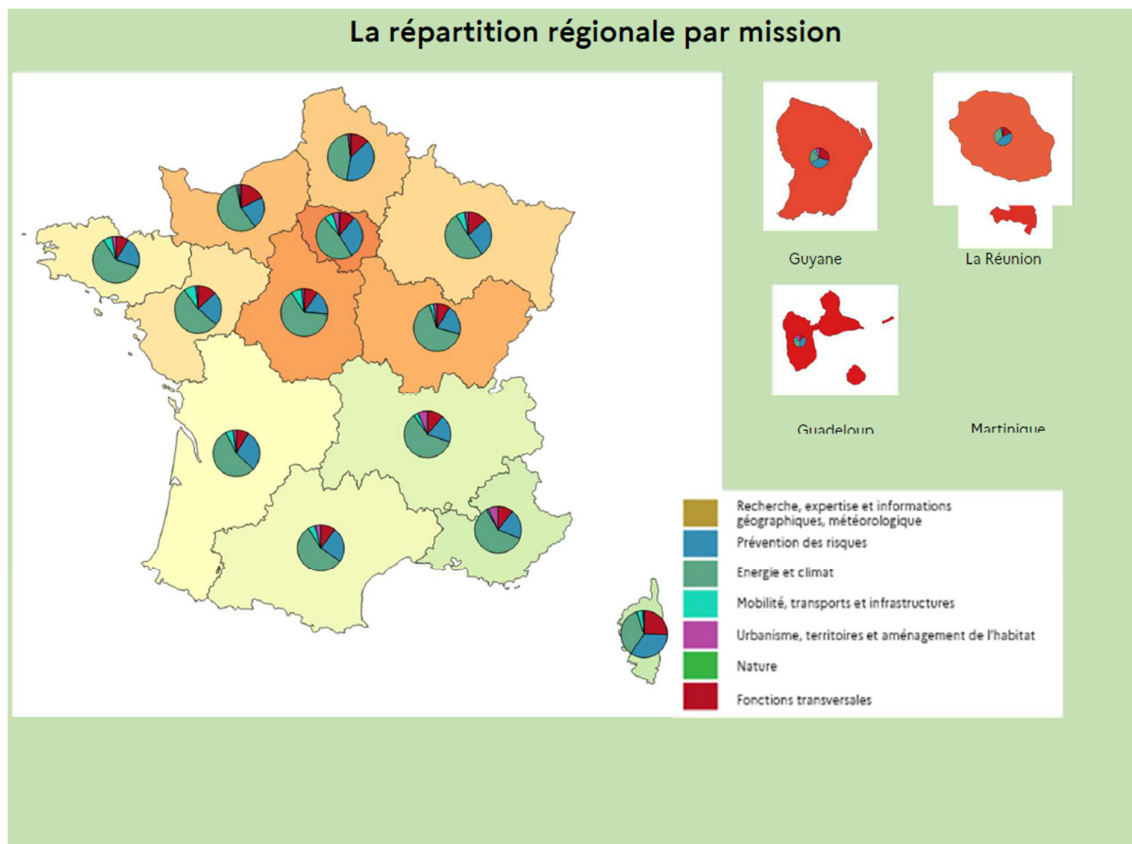 La répartition régionale par mission
Guyane
La Réunion
Guadeloup
Martinique
Recherche, expertise et informations
géographiques, météorologique
Prévention des risques
Energie et climat
Mobilité, transports et infrastructures
Urbanisme, territoires et aménagement de l'habitat
Nature
Fonctions transversales